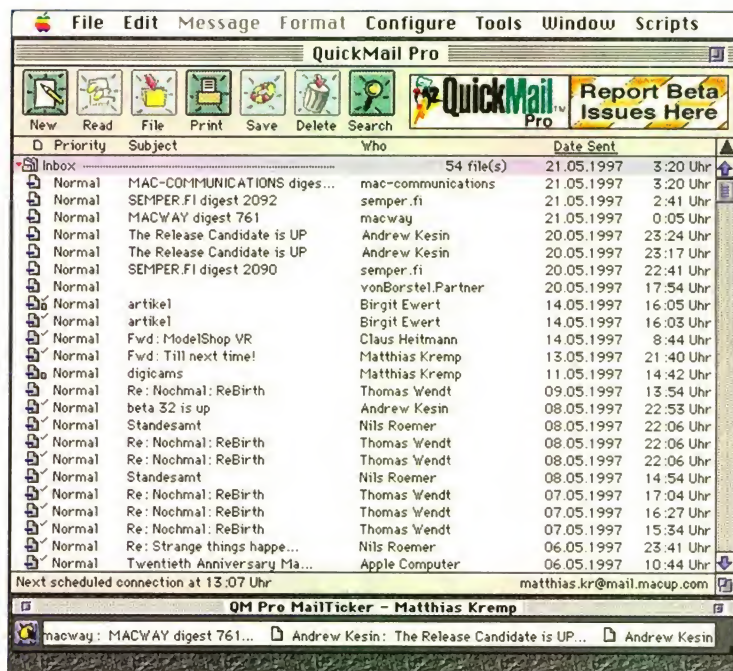 File Edit Message Format Configure Tools Window Scripts
QuickMail Pro
New Read File Print Save Delete Search
QuickMail Pro™
Report Beta Issues Here
Priority Subject Who Date Sent
Inbox 54 file(s) 21.05.1997 3:20 Uhr
Normal MAC-COMMUNICATIONS diges... mac-communications 21.05.1997 3:20 Uhr
Normal SEMPER.FI digest 2092 semper.fi 21.05.1997 2:41 Uhr
Normal MACWAY digest 761 macway 21.05.1997 0:05 Uhr
Normal The Release Candidate is UP Andrew Kesin 20.05.1997 23:24 Uhr
Normal The Release Candidate is UP Andrew Kesin 20.05.1997 23:17 Uhr
Normal SEMPER.FI digest 2090 semper.fi 20.05.1997 22:41 Uhr
Normal vonBorstel.Partner 20.05.1997 17:54 Uhr
Normal artikel Birgit Ewert 14.05.1997 16:05 Uhr
Normal artikel Birgit Ewert 14.05.1997 16:03 Uhr
Normal Fwd: ModelShop VR Claus Heitmann 14.05.1997 8:44 Uhr
Normal Fwd: Till next time! Matthias Kremp 13.05.1997 21:40 Uhr
Normal digicams Matthias Kremp 11.05.1997 14:42 Uhr
Normal Re: Nochmal: ReBirth Thomas Wendt 09.05.1997 13:54 Uhr
Normal beta 32 is up Andrew Kesin 08.05.1997 22:53 Uhr
Normal Standesamt Nils Roemer 08.05.1997 22:06 Uhr
Normal Re: Nochmal: ReBirth Thomas Wendt 08.05.1997 22:06 Uhr
Normal Re: Nochmal: ReBirth Thomas Wendt 08.05.1997 22:06 Uhr
Normal Standesamt Nils Roemer 08.05.1997 14:54 Uhr
Normal Re: Nochmal: ReBirth Thomas Wendt 07.05.1997 17:04 Uhr
Normal Re: Nochmal: ReBirth Thomas Wendt 07.05.1997 16:27 Uhr
Normal Re: Nochmal: ReBirth Thomas Wendt 07.05.1997 15:34 Uhr
Normal Re: Strange things happe... Nils Roemer 06.05.1997 23:41 Uhr
Normal Twentieth Anniversary Ma... Apple Computer 06.05.1997 10:44 Uhr
Next scheduled connection at 13:07 Uhr matthias.kr@mail.macup.com
QM Pro MailTicker - Matthias Kremp
macway: MACWAY digest 761... Andrew Kesin: The Release Candidate is UP... Andrew Kesin